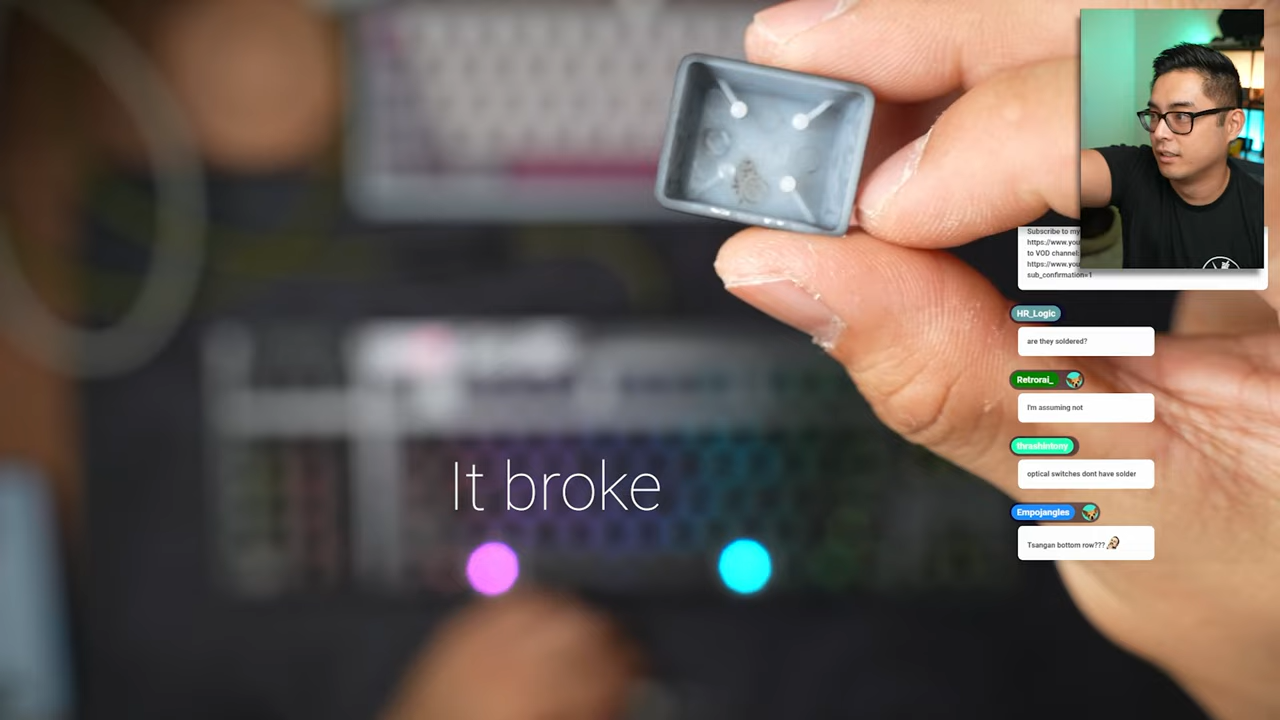 It broke
Subscribe to my
https://www.you
to VOD channel:
https://www.you
sub_confirmation=1
HR_Logic
are they soldered?
Retrorai_
I'm assuming not
thrashintony
optical switches dont have solder
Empojangles
Tsangan bottom row???